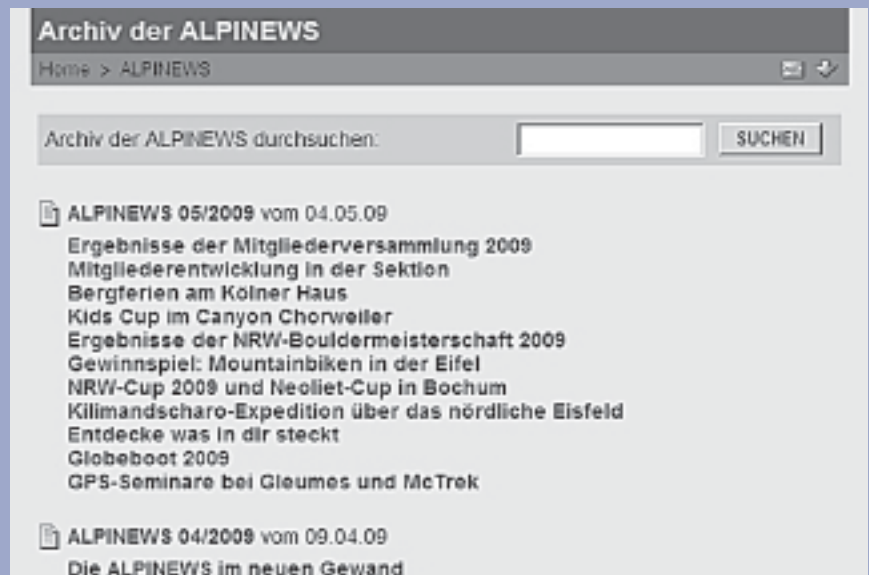 Archiv der ALPINEWS
Home > ALPINEWS
Archiv der ALPINEWS durchsuchen: SUCHEN
ALPINEWS 05/2009 vom 04.05.09
Ergebnisse der Mitgliederversammlung 2009
Mitgliederentwicklung in der Sektion
Bergferien am Kölner Haus
Kids Cup im Canyon Chorweiler
Ergebnisse der NRW-Bouldermeisterschaft 2009
Gewinnspiel: Mountainbiken in der Eifel
NRW-Cup 2009 und Neoliet-Cup in Bochum
Kilimandscharo-Expedition über das nördliche Eisfeld
Entdecke was in dir steckt
Globeboot 2009
GPS-Seminare bei Gleumes und McTrek
ALPINEWS 04/2009 vom 09.04.09
Die ALPINEWS im neuen Gewand